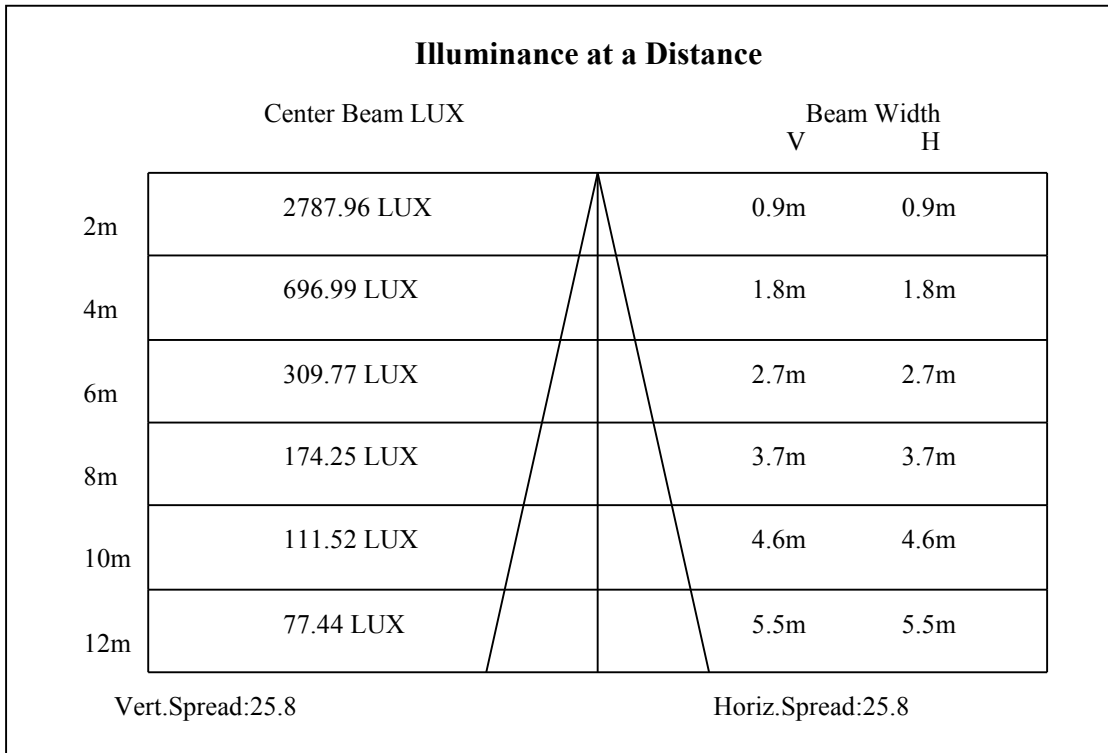 Illuminance at a Distance
Center Beam LUX Beam Width
V H
2m 2787.96 LUX 0.9m 0.9m
4m 696.99 LUX 1.8m 1.8m
6m 309.77 LUX 2.7m 2.7m
8m 174.25 LUX 3.7m 3.7m
10m 111.52 LUX 4.6m 4.6m
12m 77.44 LUX 5.5m 5.5m
Vert.Spread:25.8 Horiz.Spread:25.8